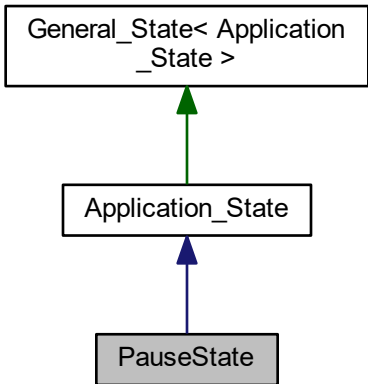 General_State< Application
_State >
Application_State
PauseState